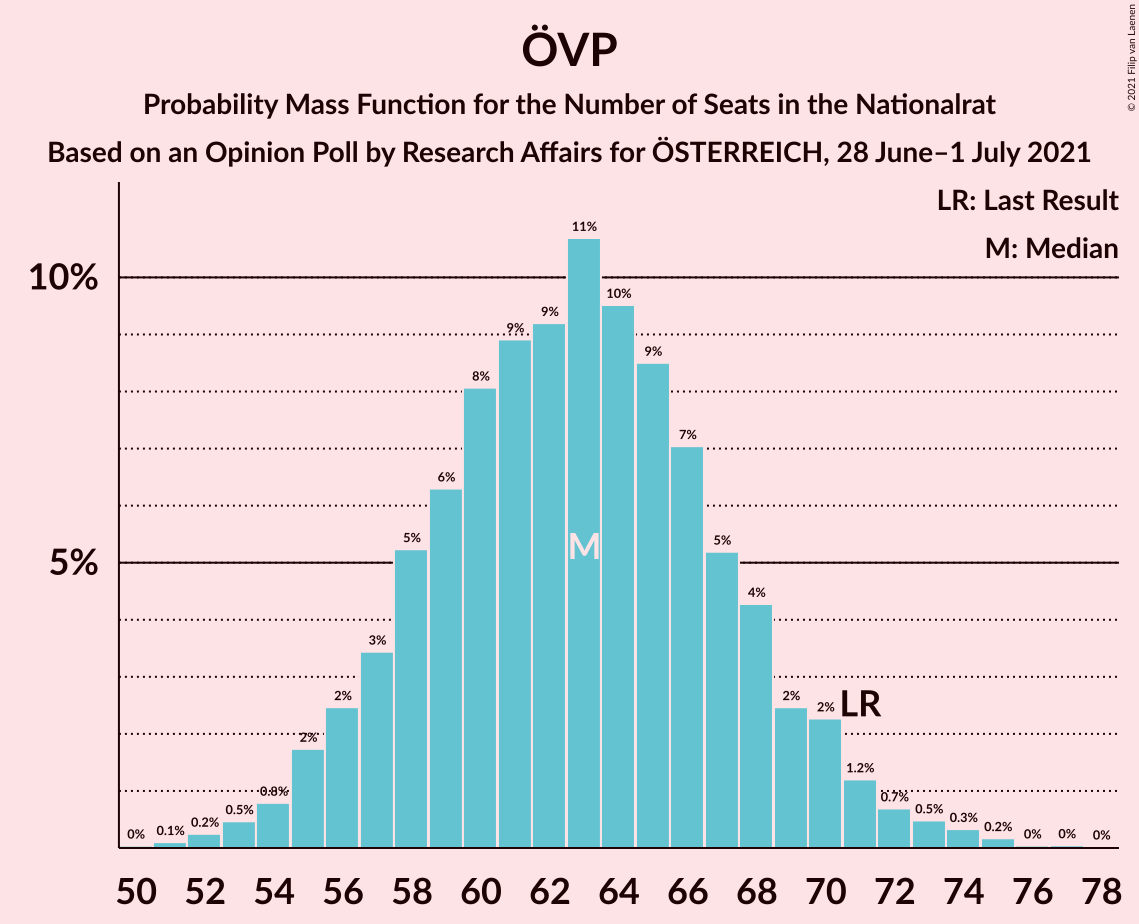 ÖVP
Probability Mass Function for the Number of Seats in the Nationalrat
Based on an Opinion Poll by Research Affairs for ÖSTERREICH, 28 June–1 July 2021
© 2021 Filip van Laenen
LR: Last Result
M: Median
10%
5%
0% 0.1% 0.2% 0.5% 0.8% 2% 2% 3% 5% 6% 8% 9% 9% 11% 10% 9% 7% 5% 4% 2% 2% 1.2% 0.7% 0.5% 0.3% 0.2% 0% 0% 0%
M
LR
50 52 54 56 58 60 62 64 66 68 70 72 74 76 78